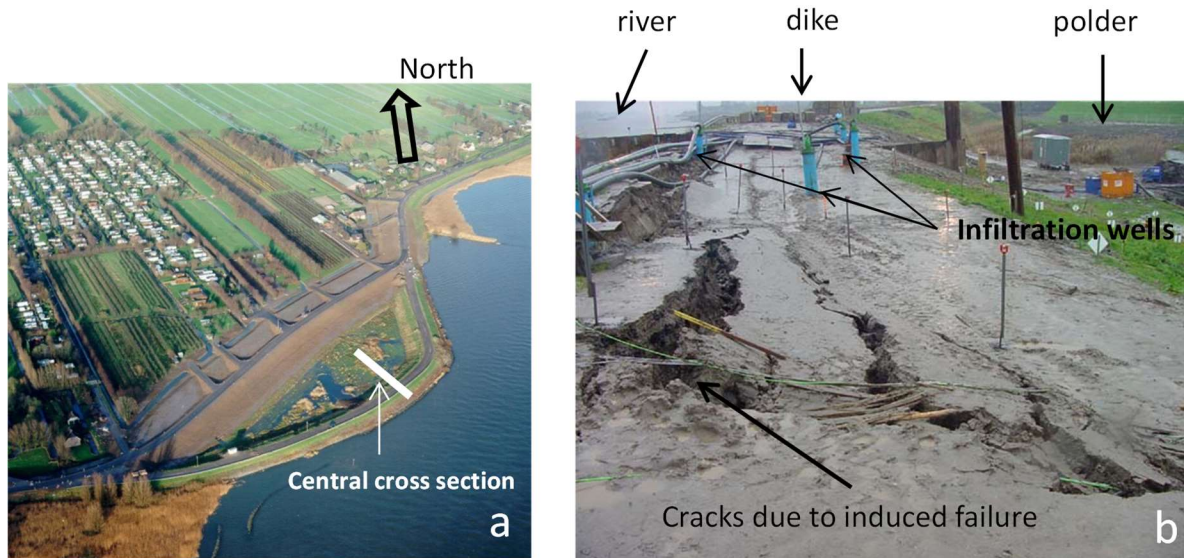 North
Central cross section
a
river
dike
polder
Infiltration wells
Cracks due to induced failure
b